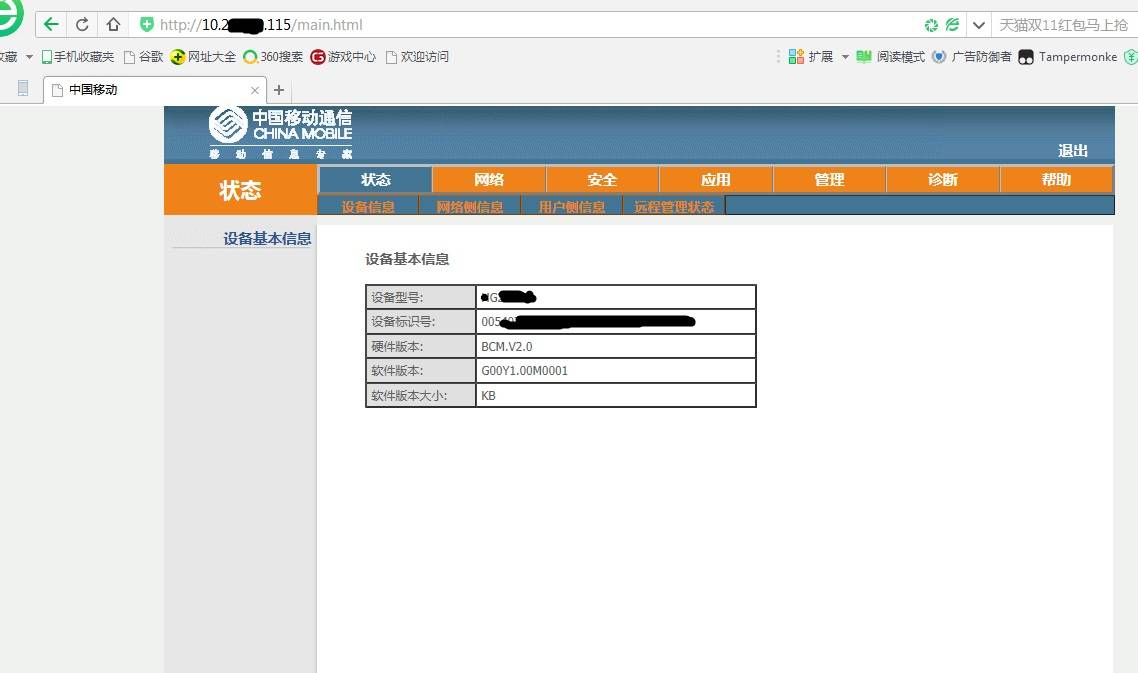 http://10.2 .115/main.html 天猫双11红包马上抢
收藏 手机收藏夹 谷歌 网址大全 360搜索 游戏中心 欢迎访问 扩展 阅读模式 广告防御者 Tampermonke
中国移动
中国移动通信
CHINA MOBILE
移动信息专家
退出
状态 状态 网络 安全 应用 管理 诊断 帮助
设备信息 网络侧信息 用户侧信息 远程管理状态
设备基本信息
设备基本信息
设备型号:
设备标识号: 005
硬件版本: BCM.V2.0
软件版本: G00Y1.00M0001
软件版本大小: KB